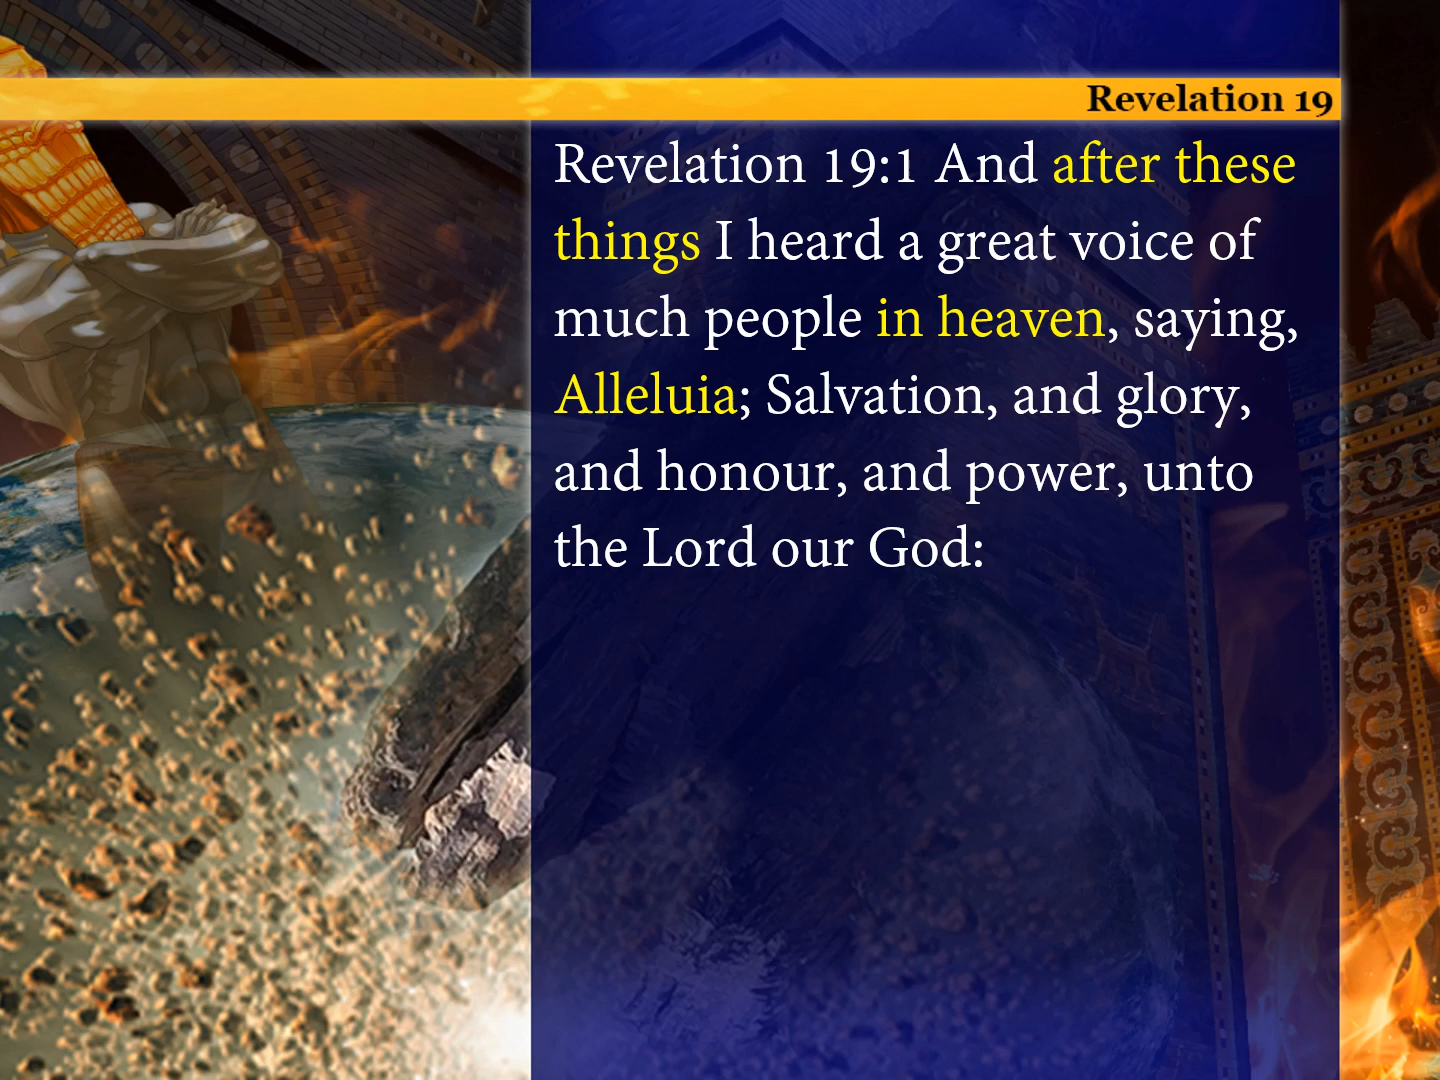 Revelation 19
Revelation 19:1 And after these
things I heard a great voice of
much people in heaven, saying,
Alleluia; Salvation, and glory,
and honour, and power, unto
the Lord our God: